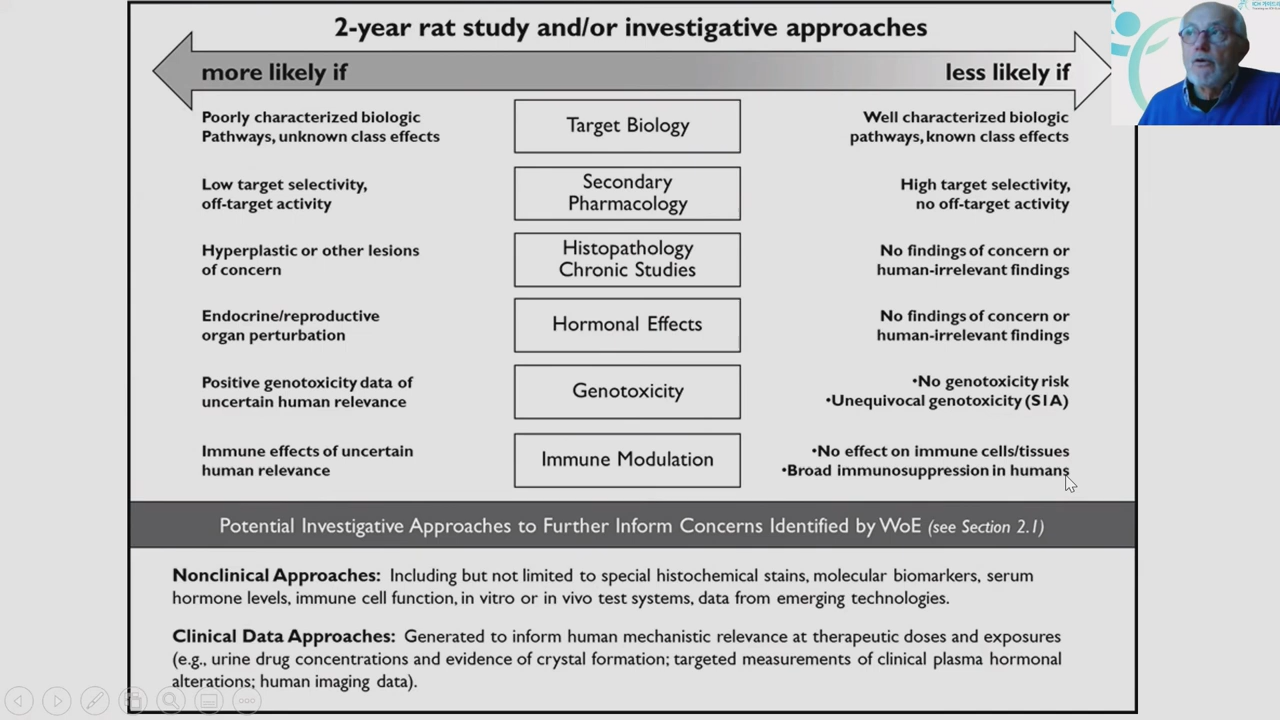 2-year rat study and/or investigative approaches
more likely if
less likely if
Poorly characterized biologic
Pathways, unknown class effects
Target Biology
Well characterized biologic
pathways, known class effects
Low target selectivity,
off-target activity
Secondary
Pharmacology
High target selectivity,
no off-target activity
Hyperplastic or other lesions
of concern
Histopathology
Chronic Studies
No findings of concern or
human-irrelevant findings
Endocrine/reproductive
organ perturbation
Hormonal Effects
No findings of concern or
human-irrelevant findings
Positive genotoxicity data of
uncertain human relevance
Genotoxicity
•No genotoxicity risk
•Unequivocal genotoxicity (S1A)
Immune effects of uncertain
human relevance
Immune Modulation
•No effect on immune cells/tissues
•Broad immunosuppression in humans
Potential Investigative Approaches to Further Inform Concerns Identified by WoE (see Section 2.1)
Nonclinical Approaches: Including but not limited to special histochemical stains, molecular biomarkers, serum
hormone levels, immune cell function, in vitro or in vivo test systems, data from emerging technologies.
Clinical Data Approaches: Generated to inform human mechanistic relevance at therapeutic doses and exposures
(e.g., urine drug concentrations and evidence of crystal formation; targeted measurements of clinical plasma hormonal
alterations; human imaging data).